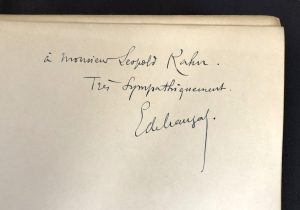 à Monsieur Leopold Kahn.
Très Sympathiquement.